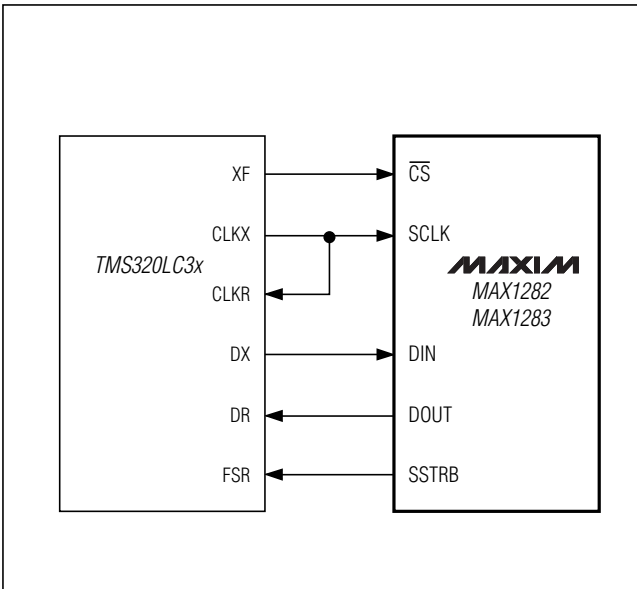 XF
CS
CLKX
SCLK
TMS320LC3x
MAXIM
MAX1282
MAX1283
CLKR
DX
DIN
DR
DOUT
FSR
SSTRB